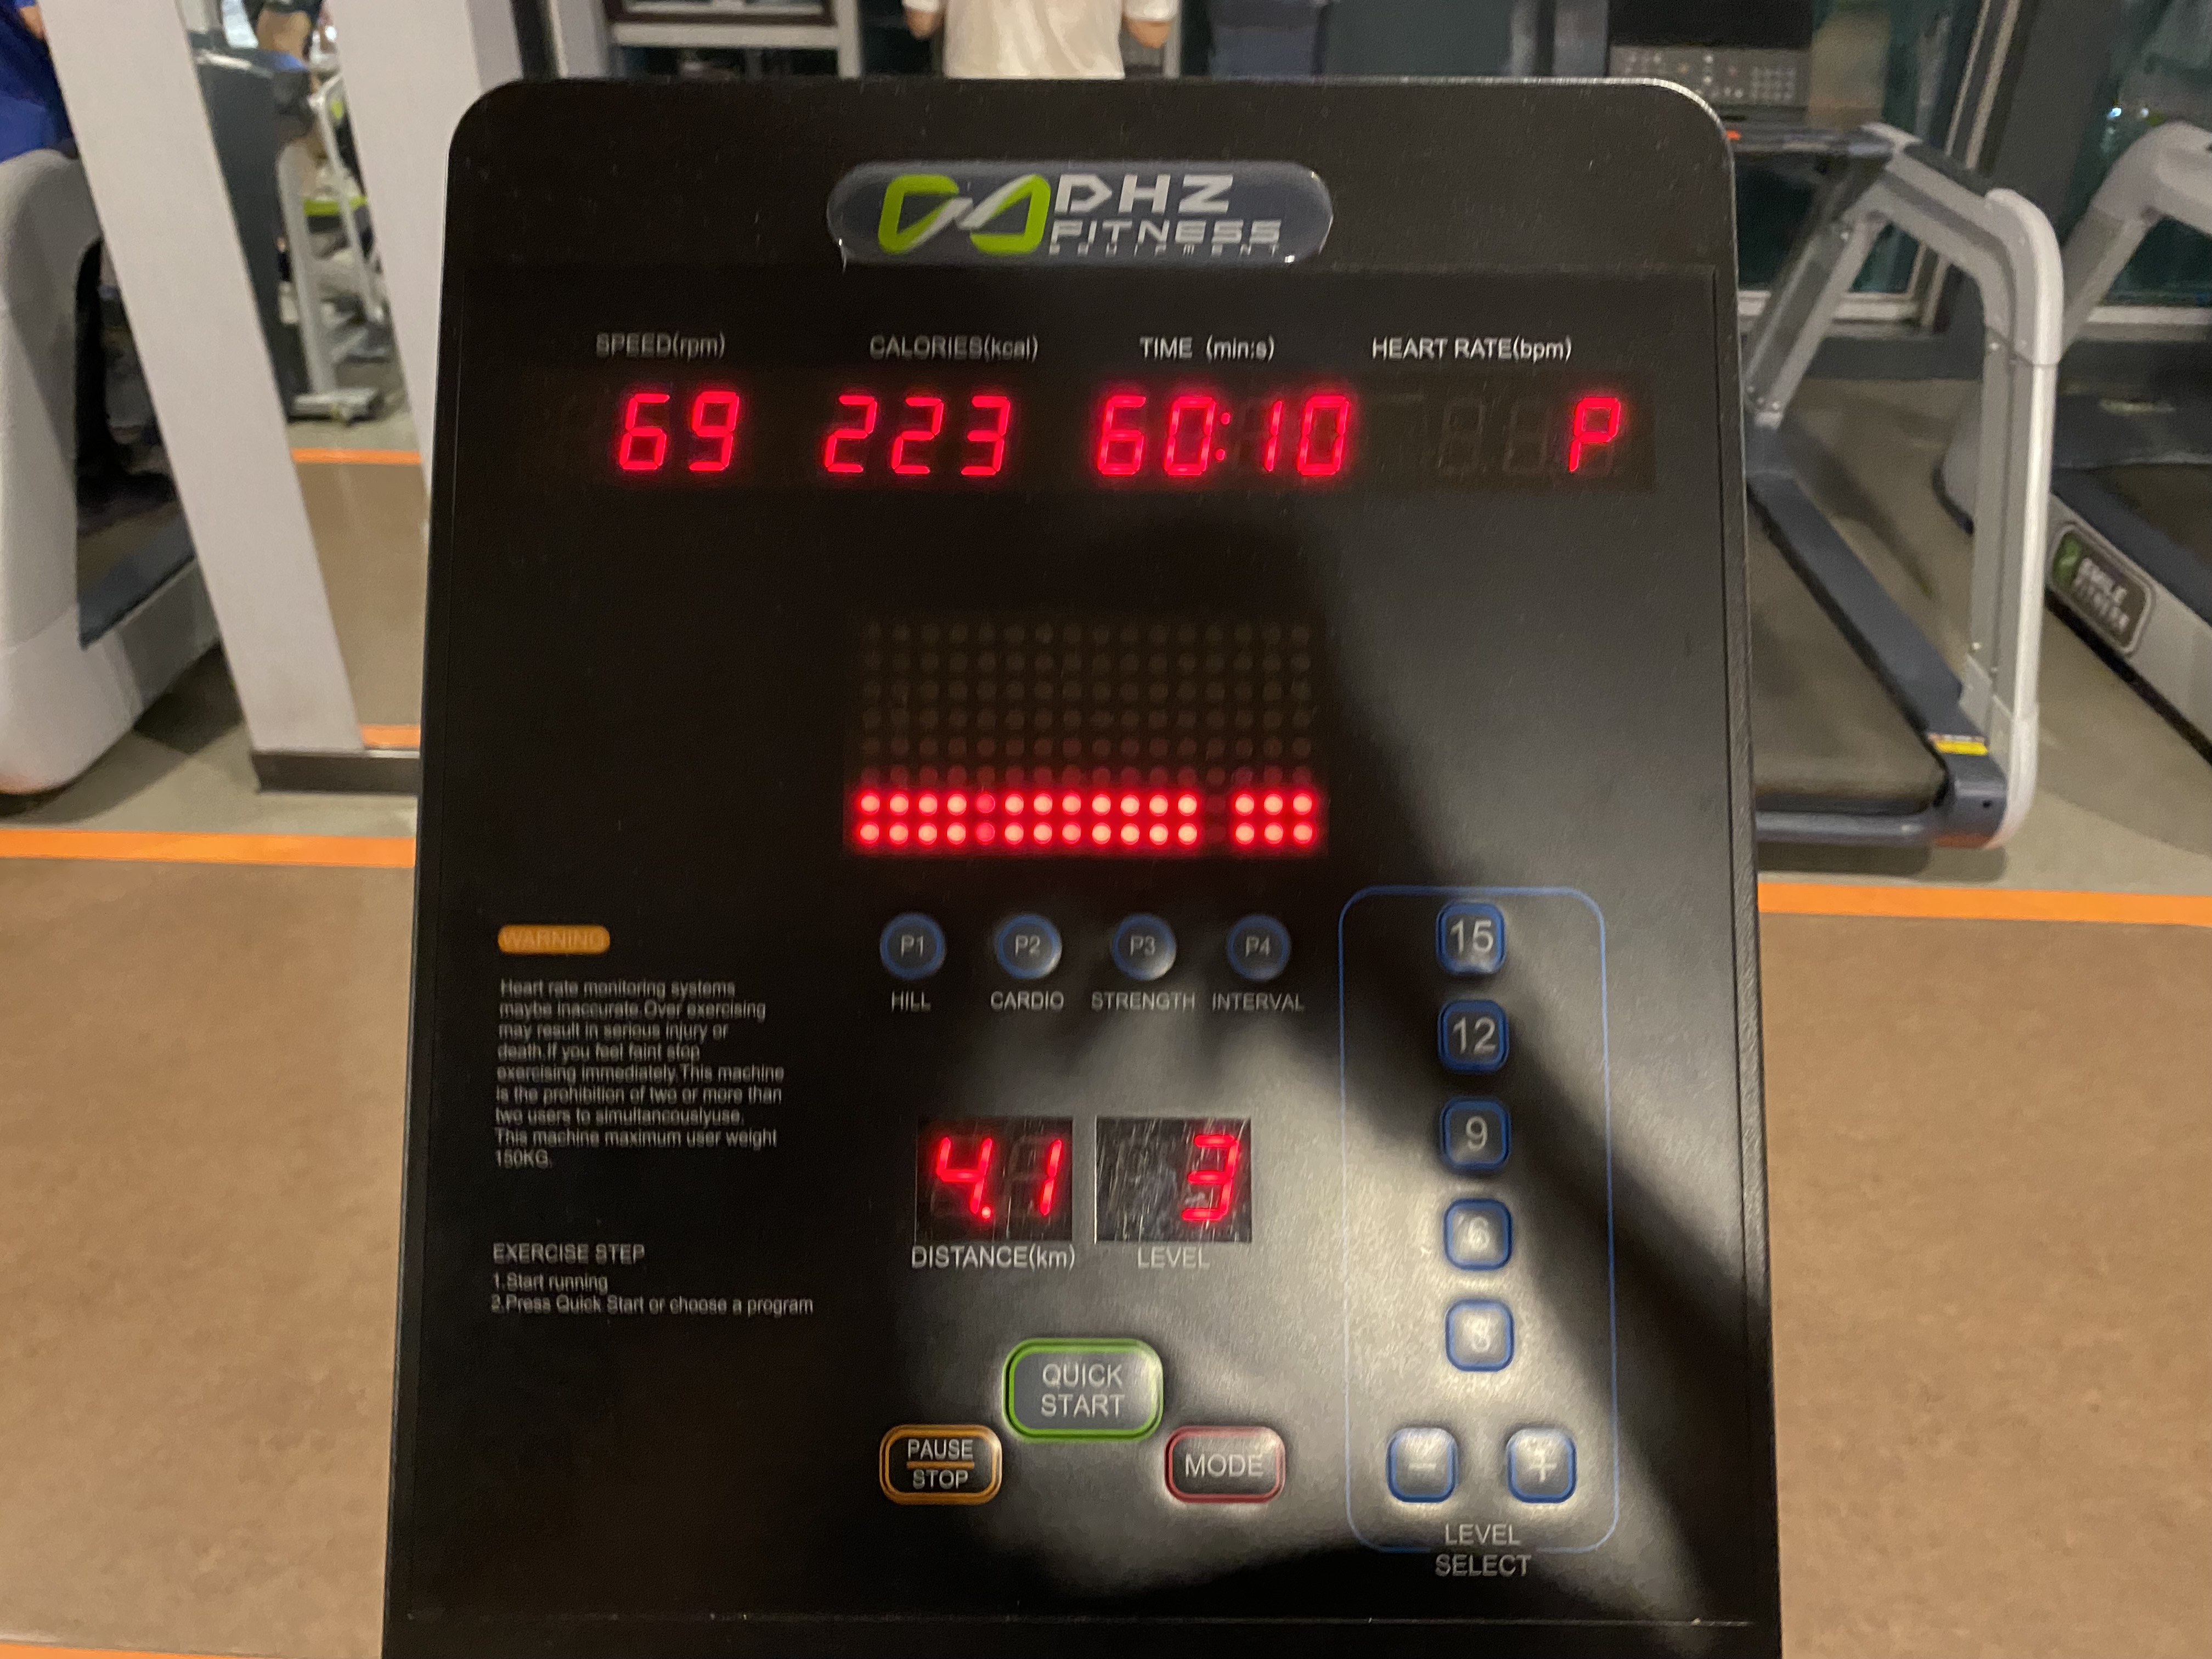 DHZ
FITNESS
EQUIPMENT
SPEED(rpm) CALORIES(kcal) TIME (min:s) HEART RATE(bpm)
69 223 60:10 P
WARNING
Heart rate monitoring systems
maybe inaccurate.Over exercising
may result in serious injury or
death.If you feel faint stop
exercising immediately.This machine
is the prohibition of two or more than
two users to simultancouslyuse.
This machine maximum user weight
150KG.
EXERCISE STEP
1.Start running
2.Press Quick Start or choose a program
P1 P2 P3 P4
HILL CARDIO STRENGTH INTERVAL
4.1 3
DISTANCE(km) LEVEL
QUICK
START
PAUSE
STOP
MODE
15
12
9
6
- +
LEVEL
SELECT
SMILE
FITNESS